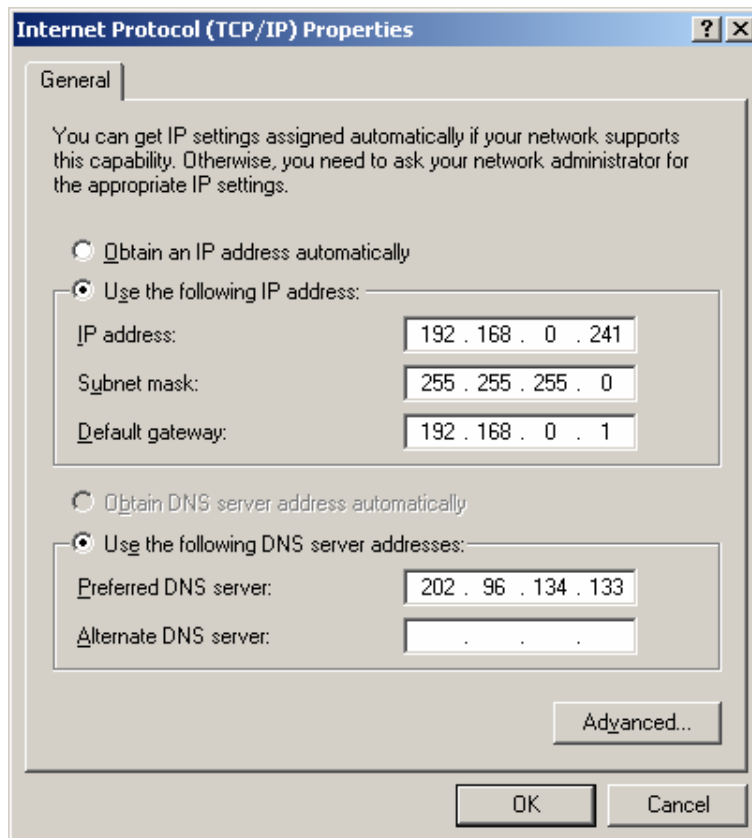 Internet Protocol (TCP/IP) Properties
General
You can get IP settings assigned automatically if your network supports
this capability. Otherwise, you need to ask your network administrator for
the appropriate IP settings.
Obtain an IP address automatically
Use the following IP address:
IP address: 192 . 168 . 0 . 241
Subnet mask: 255 . 255 . 255 . 0
Default gateway: 192 . 168 . 0 . 1
Obtain DNS server address automatically
Use the following DNS server addresses:
Preferred DNS server: 202 . 96 . 134 . 133
Alternate DNS server: . . .
Advanced...
OK Cancel